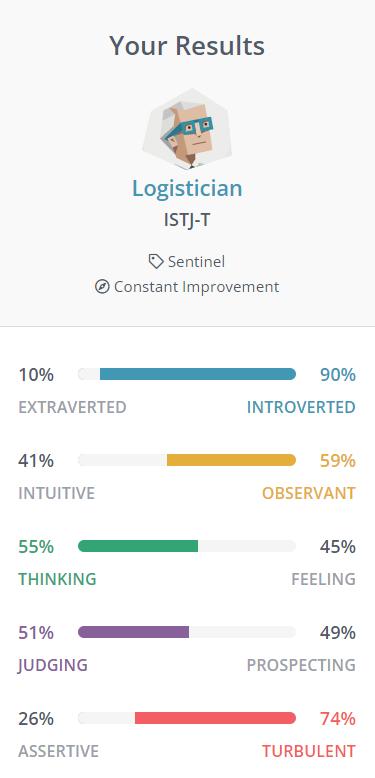 Your Results
Logistician
ISTJ-T
Sentinel
Constant Improvement
10% 90%
EXTRAVERTED INTROVERTED
41% 59%
INTUITIVE OBSERVANT
55% 45%
THINKING FEELING
51% 49%
JUDGING PROSPECTING
26% 74%
ASSERTIVE TURBULENT